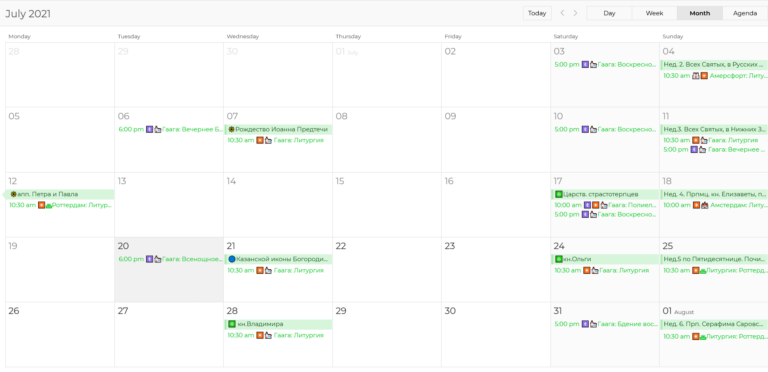 July 2021
Today
Day
Week
Month
Agenda
Monday
Tuesday
Wednesday
Thursday
Friday
Saturday
Sunday
28
29
30
01 July
02
03
5:00 pm Гаага: Воскресно...
04
Нед. 2. Всех Святых, в Русских ...
10:30 am Амерсфорт: Литу...
05
06
6:00 pm Гаага: Вечернее Б...
07
Рождество Иоанна Предтечи
10:30 am Гаага: Литургия
08
09
10
5:00 pm Гаага: Воскресно...
11
Нед.3. Всех Святых, в Нижних З...
10:30 am Гаага: Литургия
5:00 pm Гаага: Вечернее ...
12
апп. Петра и Павла
10:30 am Роттердам: Литур...
13
14
15
16
17
Царств. страстотерпцев
10:00 am Гаага: Полиел...
5:00 pm Гаага: Воскресно...
18
Нед. 4. Прпмц. кн. Елизаветы, п...
10:00 am Амстердам: Литу...
19
20
6:00 pm Гаага: Всенощное...
21
Казанской иконы Богороди...
10:30 am Гаага: Литургия
22
23
24
кн.Ольги
10:30 am Гаага: Литургия
25
Нед.5 по Пятидесятнице. Почи...
10:30 am Литургия: Роттерд...
26
27
28
кн.Владимира
10:30 am Гаага: Литургия
29
30
31
5:00 pm Гаага: Бдение вос...
01 August
Нед. 6. Прп. Серафима Саровс...
10:30 am Литургия: Роттерд...